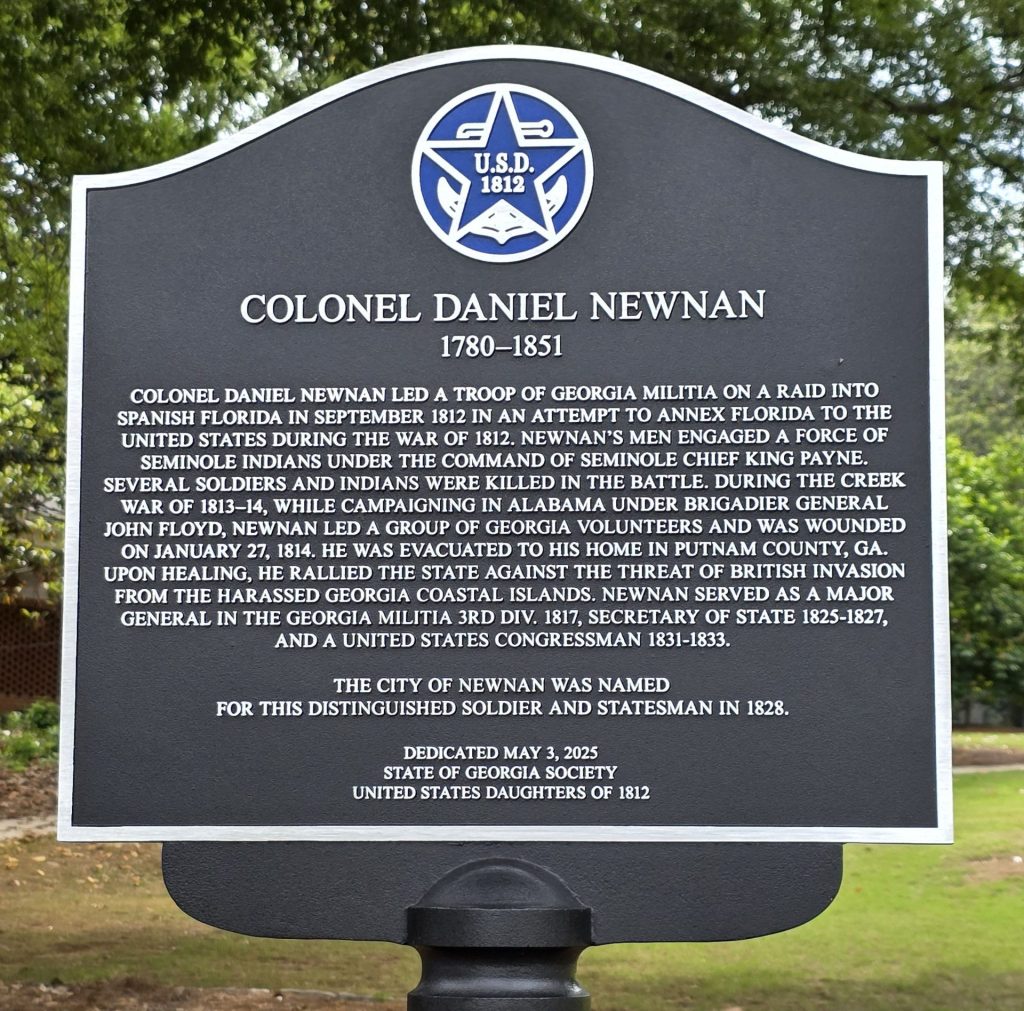 U.S.D.
1812
COLONEL DANIEL NEWNAN
1780–1851
COLONEL DANIEL NEWNAN LED A TROOP OF GEORGIA MILITIA ON A RAID INTO
SPANISH FLORIDA IN SEPTEMBER 1812 IN AN ATTEMPT TO ANNEX FLORIDA TO THE
UNITED STATES DURING THE WAR OF 1812. NEWNAN'S MEN ENGAGED A FORCE OF
SEMINOLE INDIANS UNDER THE COMMAND OF SEMINOLE CHIEF KING PAYNE.
SEVERAL SOLDIERS AND INDIANS WERE KILLED IN THE BATTLE. DURING THE CREEK
WAR OF 1813–14, WHILE CAMPAIGNING IN ALABAMA UNDER BRIGADIER GENERAL
JOHN FLOYD, NEWNAN LED A GROUP OF GEORGIA VOLUNTEERS AND WAS WOUNDED
ON JANUARY 27, 1814. HE WAS EVACUATED TO HIS HOME IN PUTNAM COUNTY, GA.
UPON HEALING, HE RALLIED THE STATE AGAINST THE THREAT OF BRITISH INVASION
FROM THE HARASSED GEORGIA COASTAL ISLANDS. NEWNAN SERVED AS A MAJOR
GENERAL IN THE GEORGIA MILITIA 3RD DIV. 1817, SECRETARY OF STATE 1825-1827,
AND A UNITED STATES CONGRESSMAN 1831-1833.
THE CITY OF NEWNAN WAS NAMED
FOR THIS DISTINGUISHED SOLDIER AND STATESMAN IN 1828.
DEDICATED MAY 3, 2025
STATE OF GEORGIA SOCIETY
UNITED STATES DAUGHTERS OF 1812